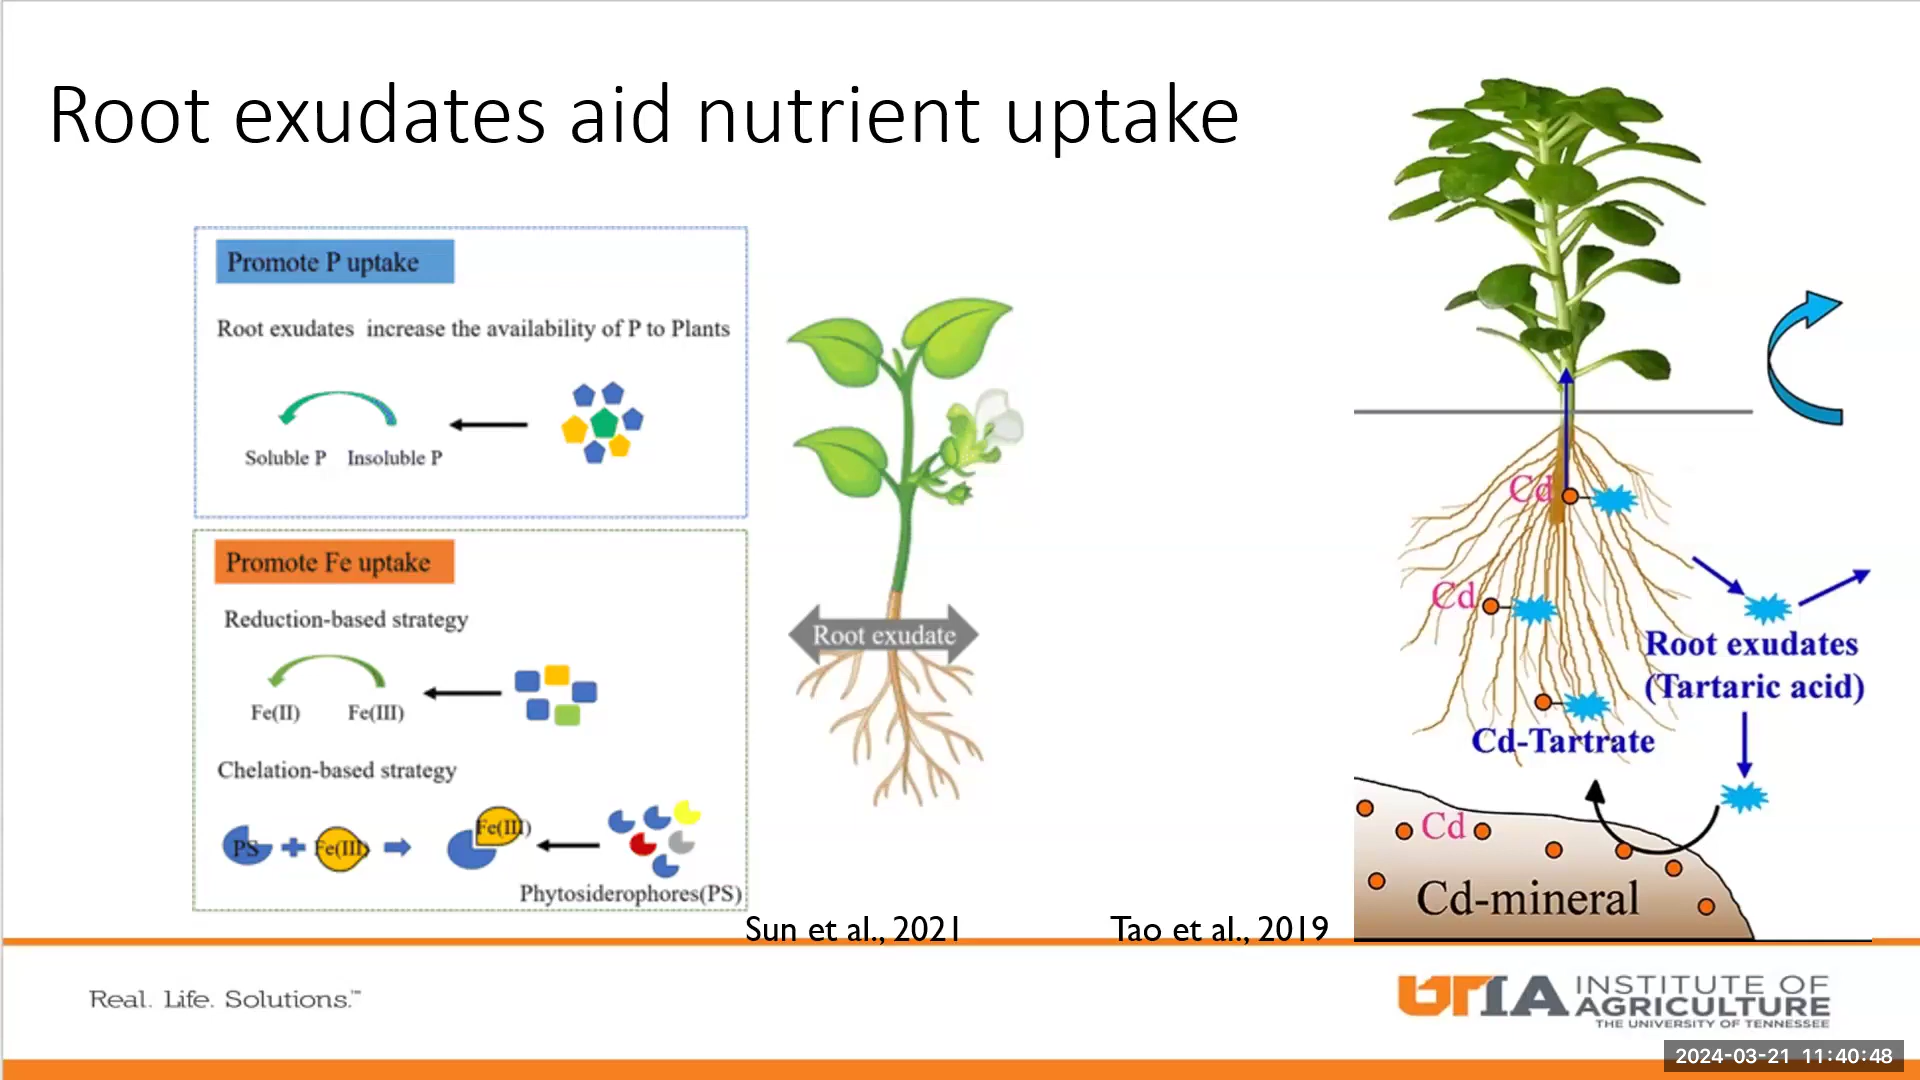 Root exudates aid nutrient uptake
Promote P uptake
Root exudates increase the availability of P to Plants
Soluble P Insoluble P
Promote Fe uptake
Reduction-based strategy
Fe(II) Fe(III)
Chelation-based strategy
PS Fe(III) Fe(III)
Phytosiderophores(PS)
Root exudate
Sun et al., 2021
Tao et al., 2019
Cd
Cd
Root exudates
(Tartaric acid)
Cd-Tartrate
Cd
Cd-mineral
Real. Life. Solutions.™
UTIA INSTITUTE OF
AGRICULTURE
THE UNIVERSITY OF TENNESSEE
2024-03-21 11:40:48